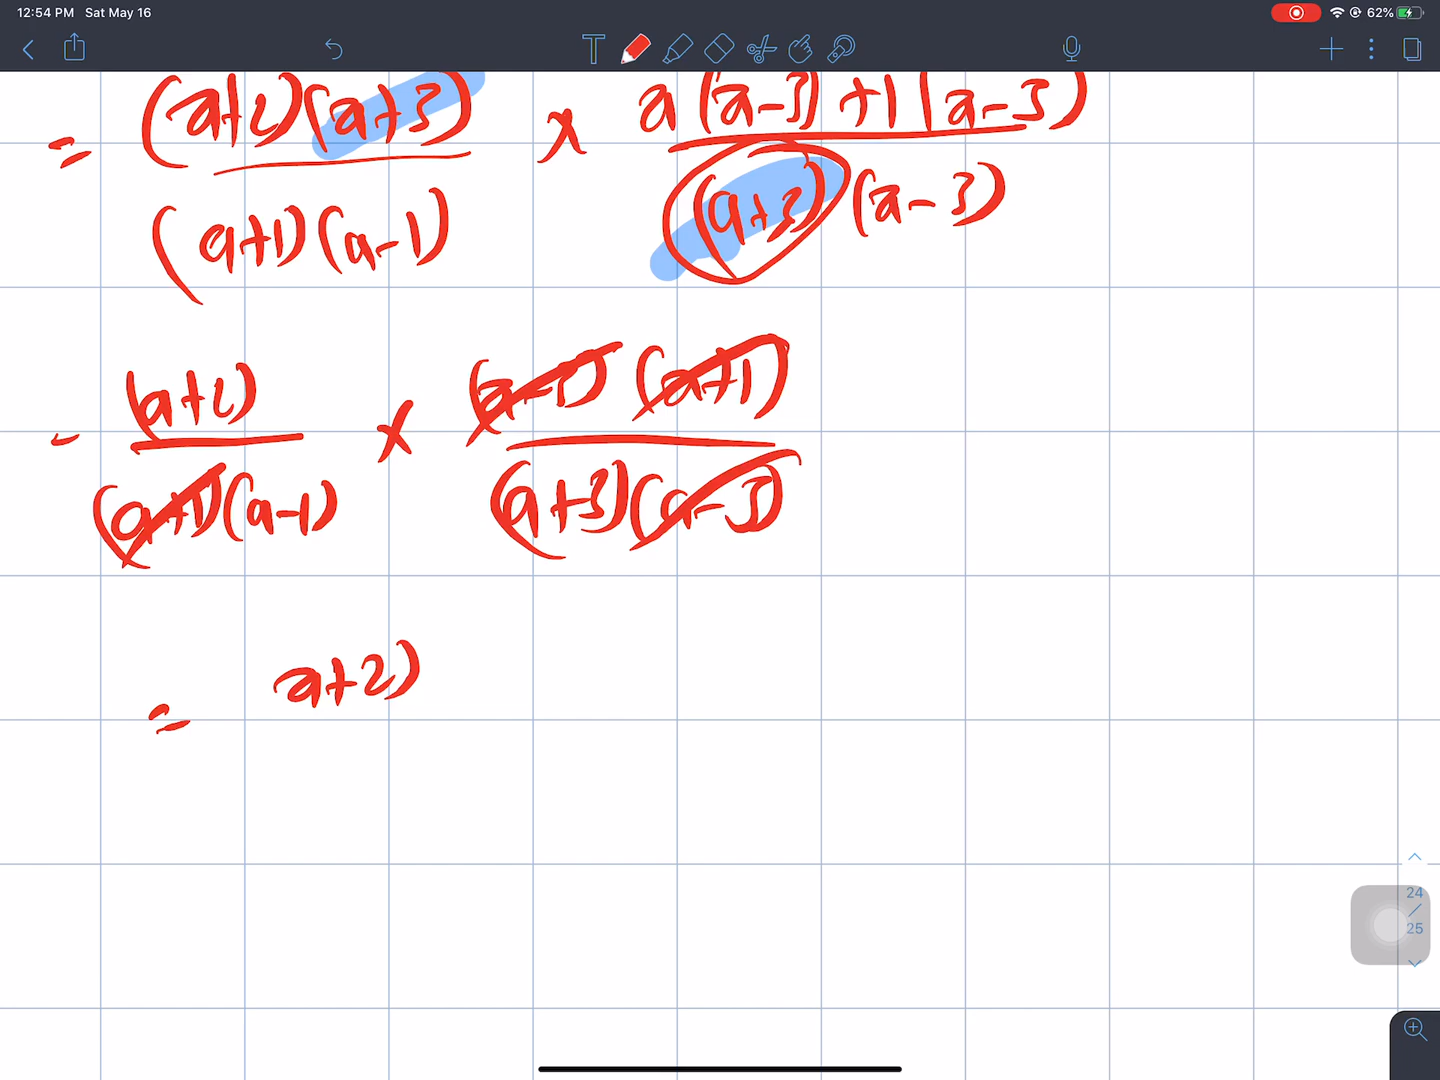 12:54 PM Sat May 16 62%
T
= (a+2)(a+3) / (a+1)(a-1) × a(a-3)+1(a-3) / (a+3)(a-3)
- (a+2) / (a+1)(a-1) × (a-3)(a+1) / (a+3)(a-3)
= a+2)
24
/
25